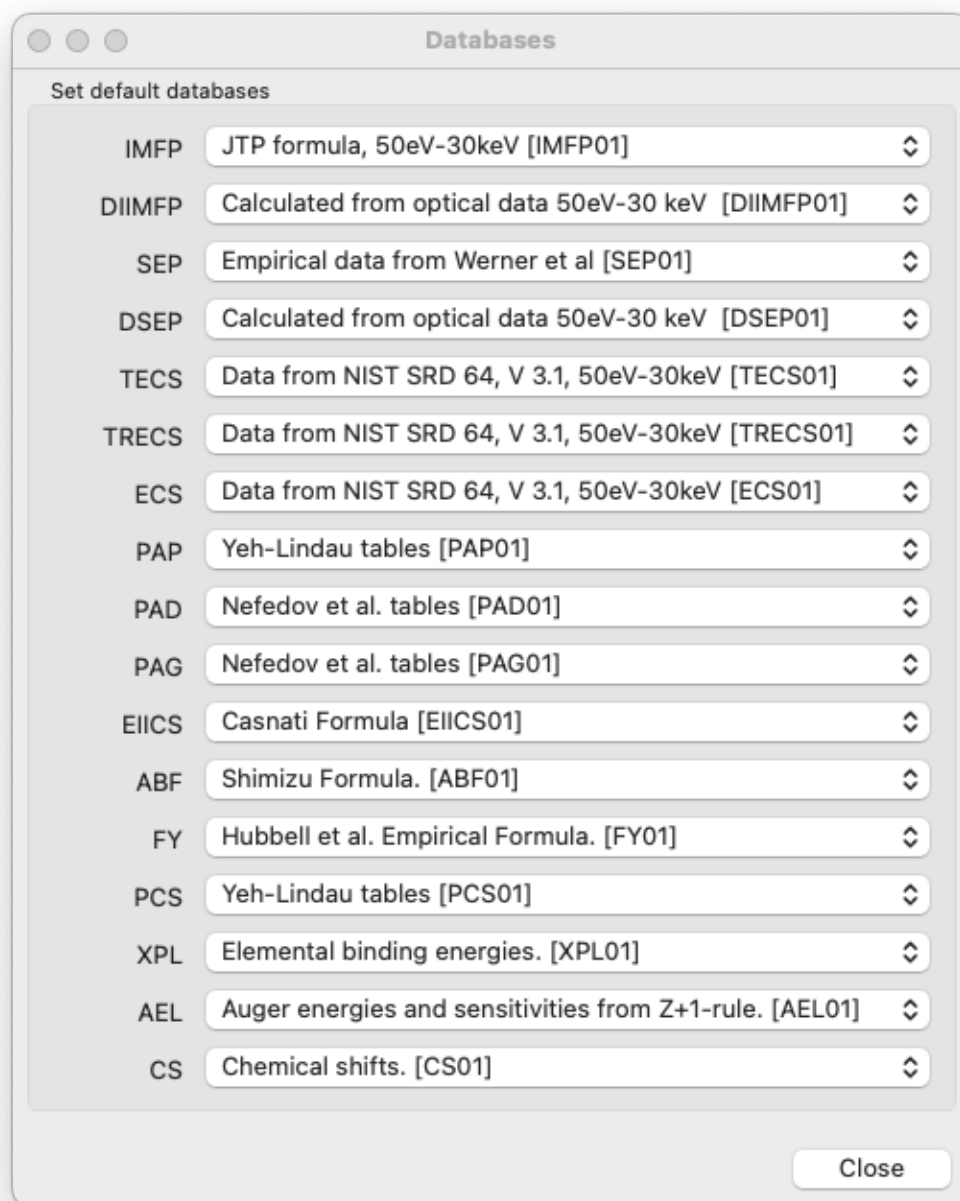 Databases
Set default databases
IMFP JTP formula, 50eV-30keV [IMFP01]
DIIMFP Calculated from optical data 50eV-30 keV  [DIIMFP01]
SEP Empirical data from Werner et al [SEP01]
DSEP Calculated from optical data 50eV-30 keV  [DSEP01]
TECS Data from NIST SRD 64, V 3.1, 50eV-30keV [TECS01]
TRECS Data from NIST SRD 64, V 3.1, 50eV-30keV [TRECS01]
ECS Data from NIST SRD 64, V 3.1, 50eV-30keV [ECS01]
PAP Yeh-Lindau tables [PAP01]
PAD Nefedov et al. tables [PAD01]
PAG Nefedov et al. tables [PAG01]
EIICS Casnati Formula [EIICS01]
ABF Shimizu Formula. [ABF01]
FY Hubbell et al. Empirical Formula. [FY01]
PCS Yeh-Lindau tables [PCS01]
XPL Elemental binding energies. [XPL01]
AEL Auger energies and sensitivities from Z+1-rule. [AEL01]
CS Chemical shifts. [CS01]
Close